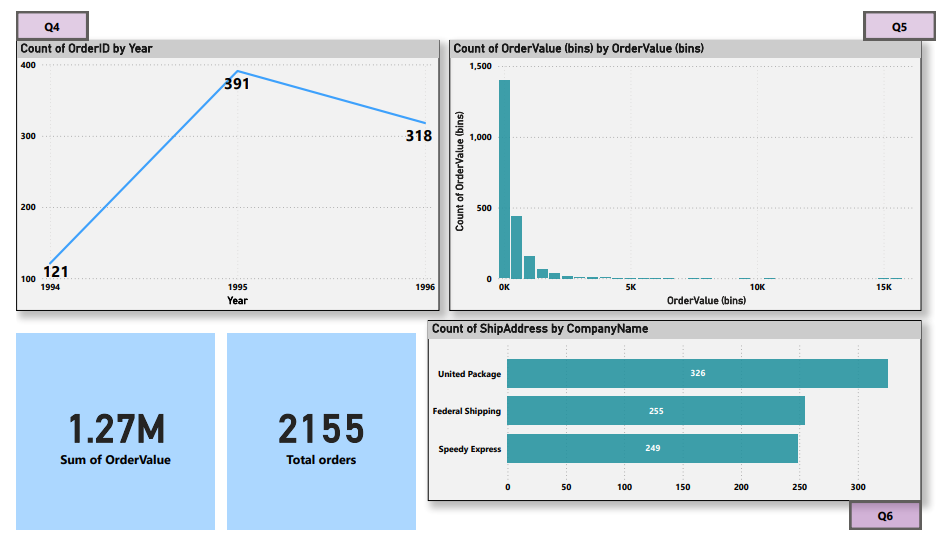 Q4
Q5
Count of OrderID by Year
400
300
200
100
391
318
121
1994
1995
1996
Year
Count of OrderValue (bins) by OrderValue (bins)
Count of OrderValue (bins)
1,500
1,000
500
0
0K
5K
10K
15K
OrderValue (bins)
1.27M
Sum of OrderValue
2155
Total orders
Count of ShipAddress by CompanyName
United Package
326
Federal Shipping
255
Speedy Express
249
0
50
100
150
200
250
300
Q6